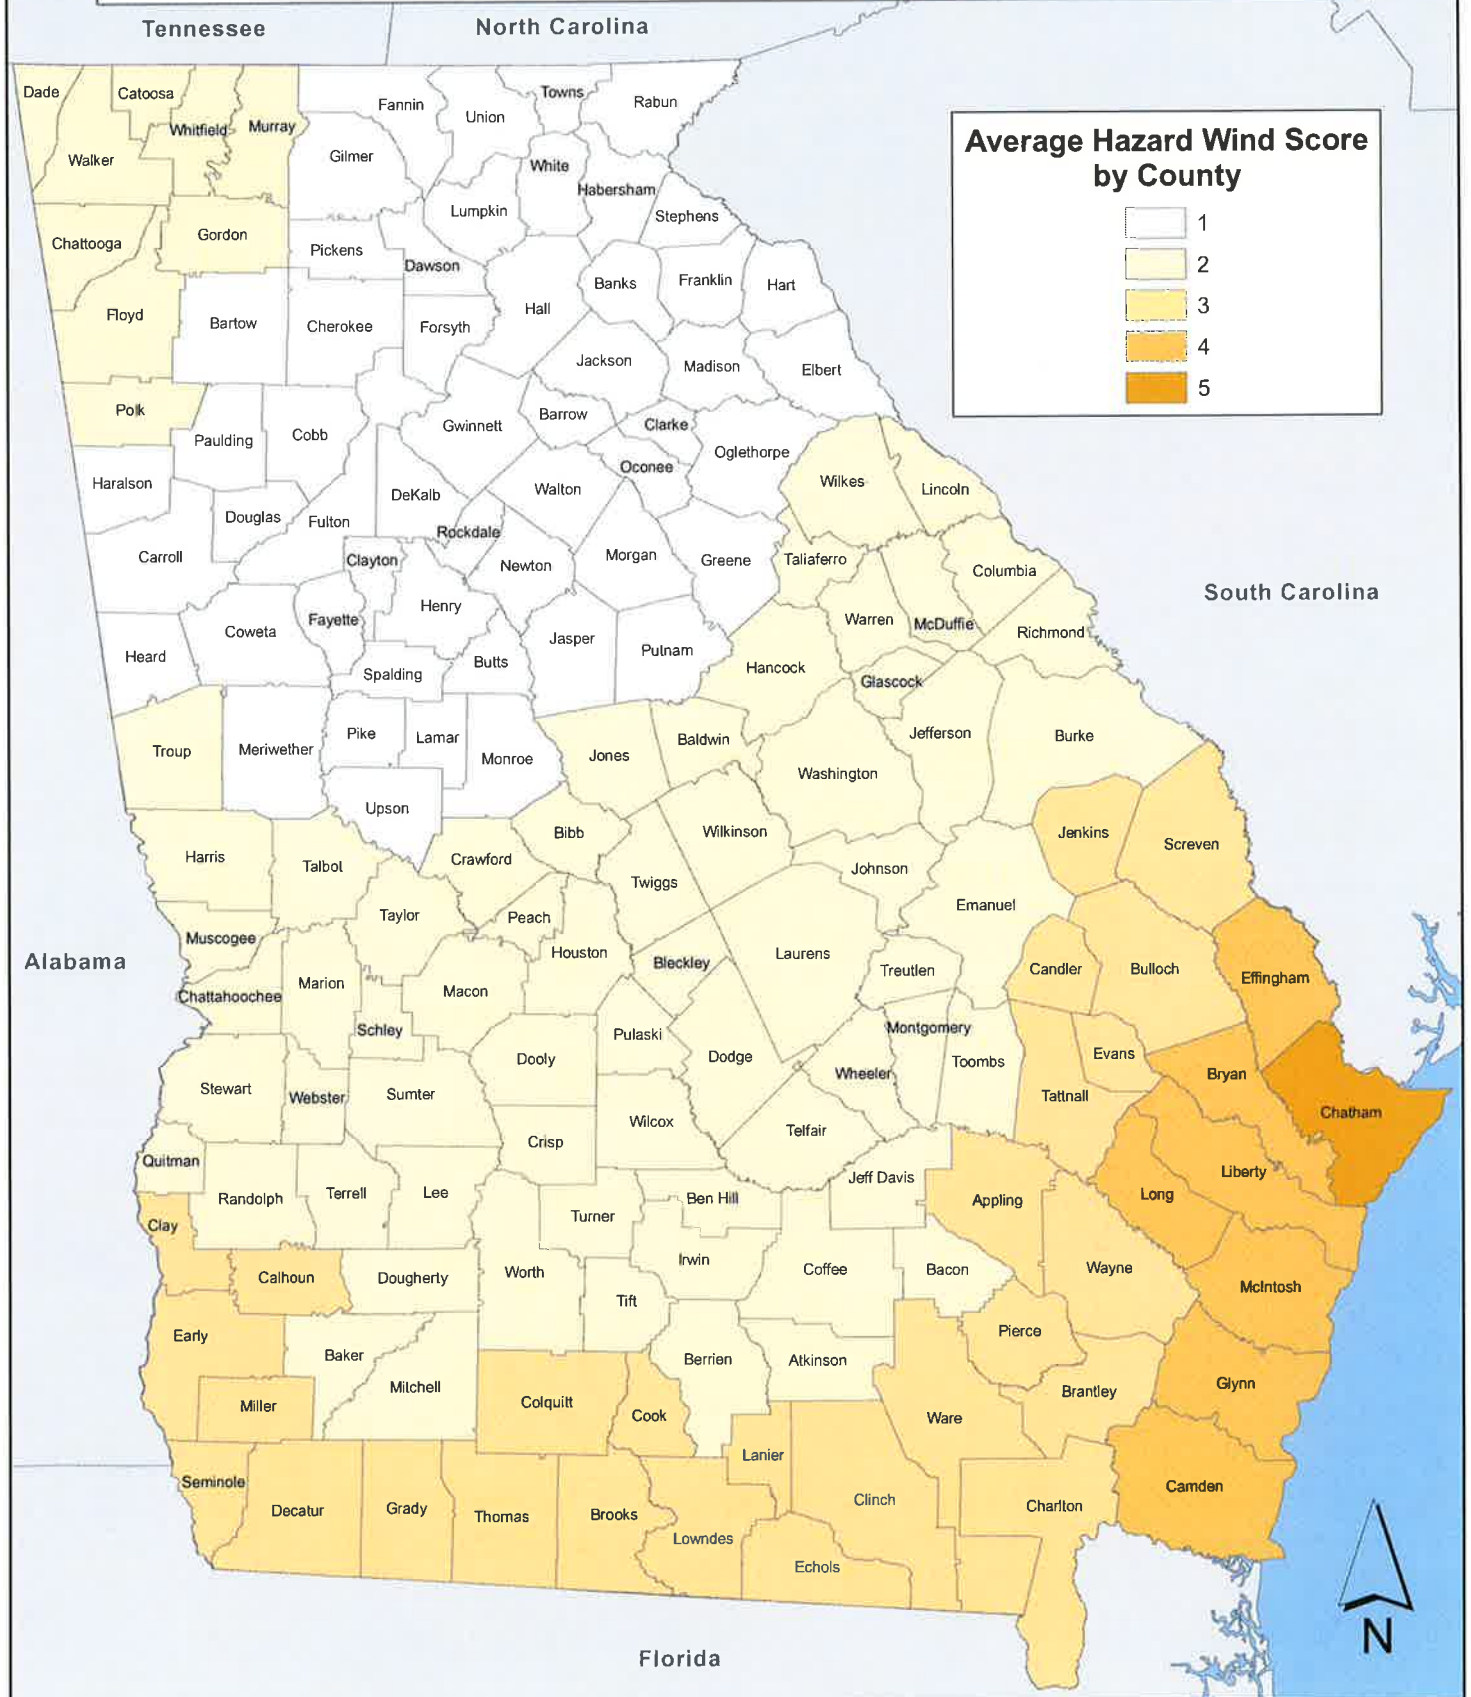 Tennessee
North Carolina
Dade
Catoosa
Whitfield
Murray
Walker
Fannin
Union
Towns
Rabun
Gilmer
White
Habersham
Lumpkin
Stephens
Chattooga
Gordon
Pickens
Dawson
Banks
Franklin
Hart
Floyd
Bartow
Cherokee
Forsyth
Hall
Jackson
Madison
Elbert
Average Hazard Wind Score
by County
1
2
3
4
5
Polk
Paulding
Cobb
Gwinnett
Barrow
Clarke
Oconee
Oglethorpe
Wilkes
Lincoln
Haralson
Douglas
Fulton
DeKalb
Rockdale
Walton
Carroll
Clayton
Newton
Morgan
Greene
Taliaferro
Columbia
South Carolina
Heard
Coweta
Fayette
Henry
Spalding
Butts
Jasper
Putnam
Hancock
Warren
McDuffie
Richmond
Glascock
Troup
Meriwether
Pike
Lamar
Monroe
Jones
Baldwin
Washington
Jefferson
Burke
Upson
Harris
Talbot
Crawford
Bibb
Wilkinson
Twiggs
Johnson
Jenkins
Screven
Taylor
Peach
Emanuel
Alabama
Muscogee
Chattahoochee
Marion
Macon
Houston
Bleckley
Laurens
Treutlen
Candler
Bulloch
Effingham
Schley
Pulaski
Dodge
Montgomery
Wheeler
Toombs
Evans
Tattnall
Bryan
Chatham
Stewart
Webster
Sumter
Dooly
Crisp
Wilcox
Telfair
Quitman
Randolph
Terrell
Lee
Turner
Ben Hill
Jeff Davis
Appling
Long
Liberty
Clay
Calhoun
Dougherty
Worth
Tift
Irwin
Coffee
Bacon
Wayne
McIntosh
Early
Baker
Mitchell
Miller
Colquitt
Cook
Berrien
Atkinson
Pierce
Brantley
Ware
Glynn
Lanier
Seminole
Decatur
Grady
Thomas
Brooks
Lowndes
Clinch
Echols
Charlton
Camden
N
Florida